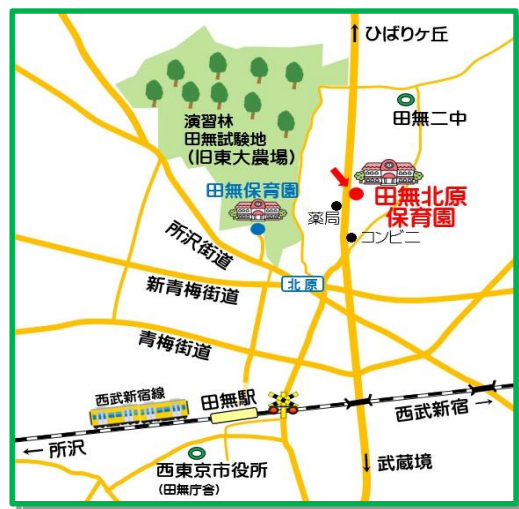 ↑ひばりヶ丘
田無二中
演習林
田無試験地
(旧東大農場)
田無保育園
田無北原
保育園
薬局
コンビニ
所沢街道
北原
新青梅街道
青梅街道
西武新宿線
田無駅
西武新宿→
←所沢
西東京市役所
(田無庁舎)
↓武蔵境